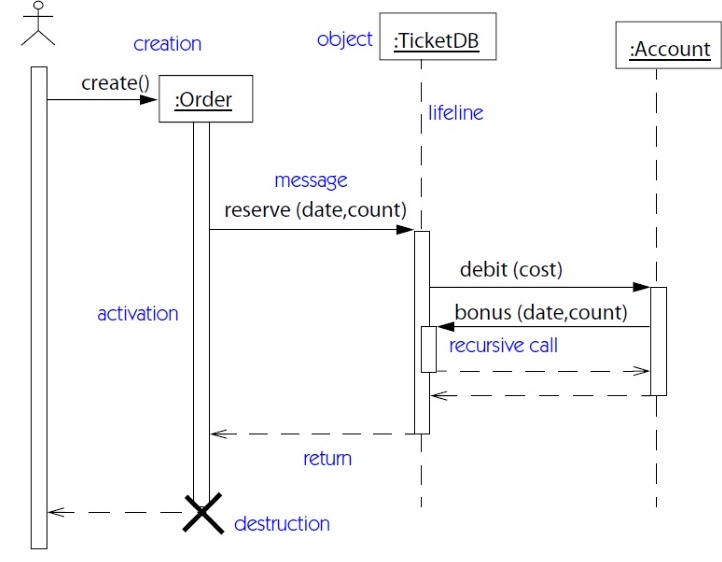 creation
object
:TicketDB
:Account
create()
:Order
lifeline
message
reserve (date,count)
debit (cost)
activation
bonus (date,count)
recursive call
return
destruction